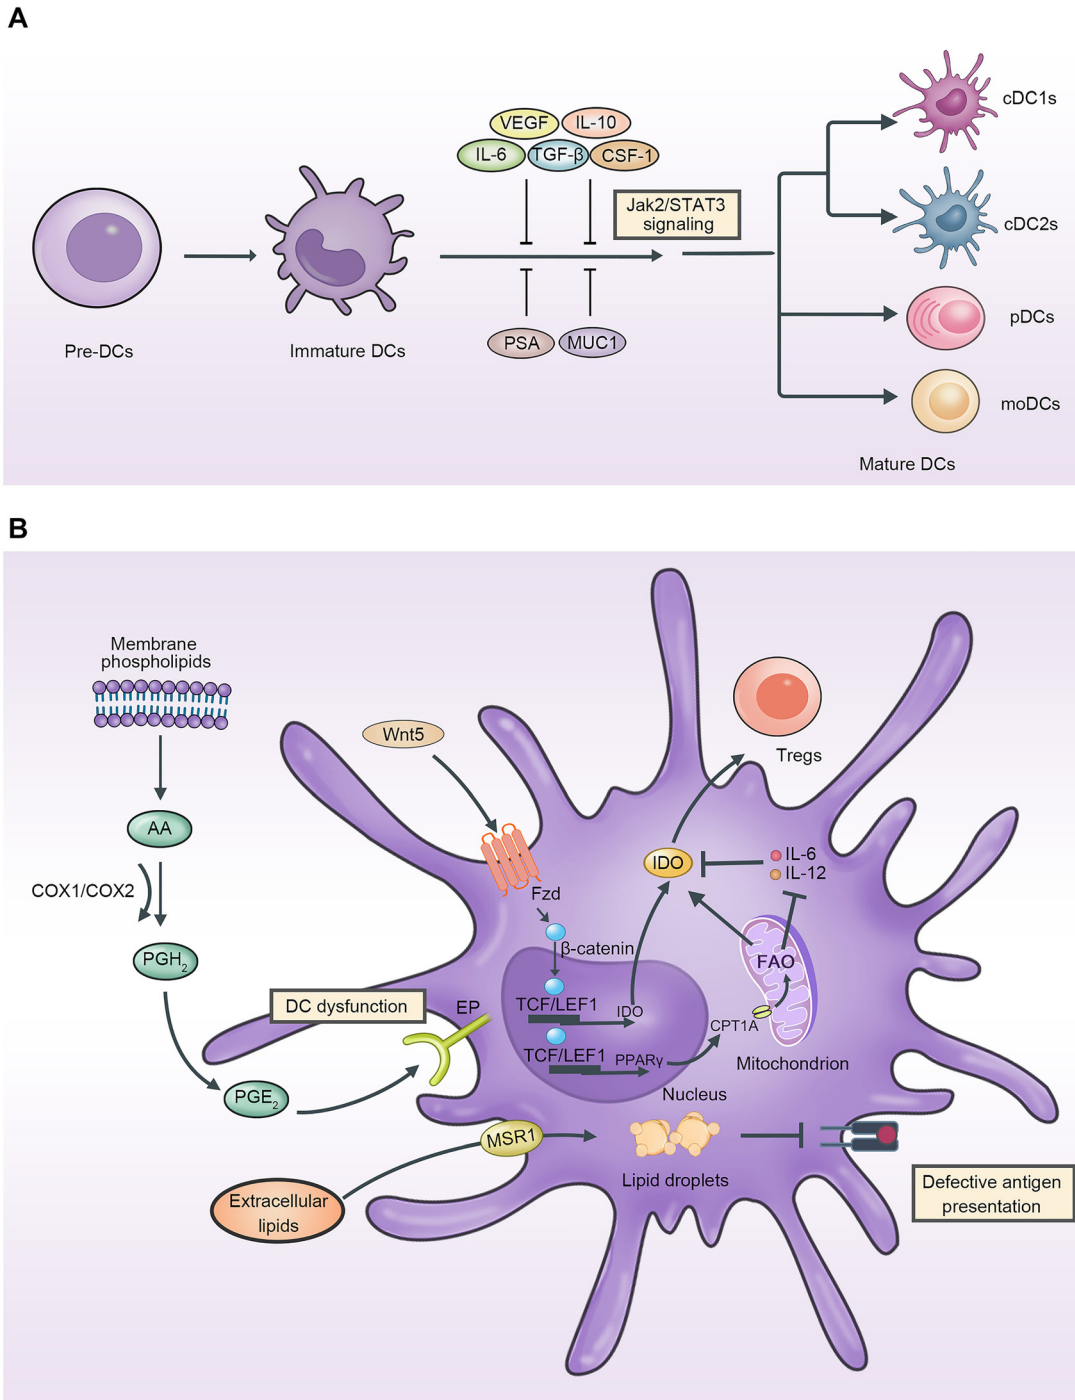 A
VEGF
IL-10
IL-6
TGF-β
CSF-1
Jak2/STAT3
signaling
cDC1s
cDC2s
pDCs
moDCs
PSA
MUC1
Pre-DCs
Immature DCs
Mature DCs
B
Membrane
phospholipids
Wnt5
Tregs
AA
COX1/COX2
PGH₂
PGE₂
DC dysfunction
EP
Fzd
β-catenin
TCF/LEF1
IDO
TCF/LEF1
PPARγ
Nucleus
IDO
IL-6
IL-12
FAO
CPT1A
Mitochondrion
MSR1
Extracellular
lipids
Lipid droplets
Defective antigen
presentation